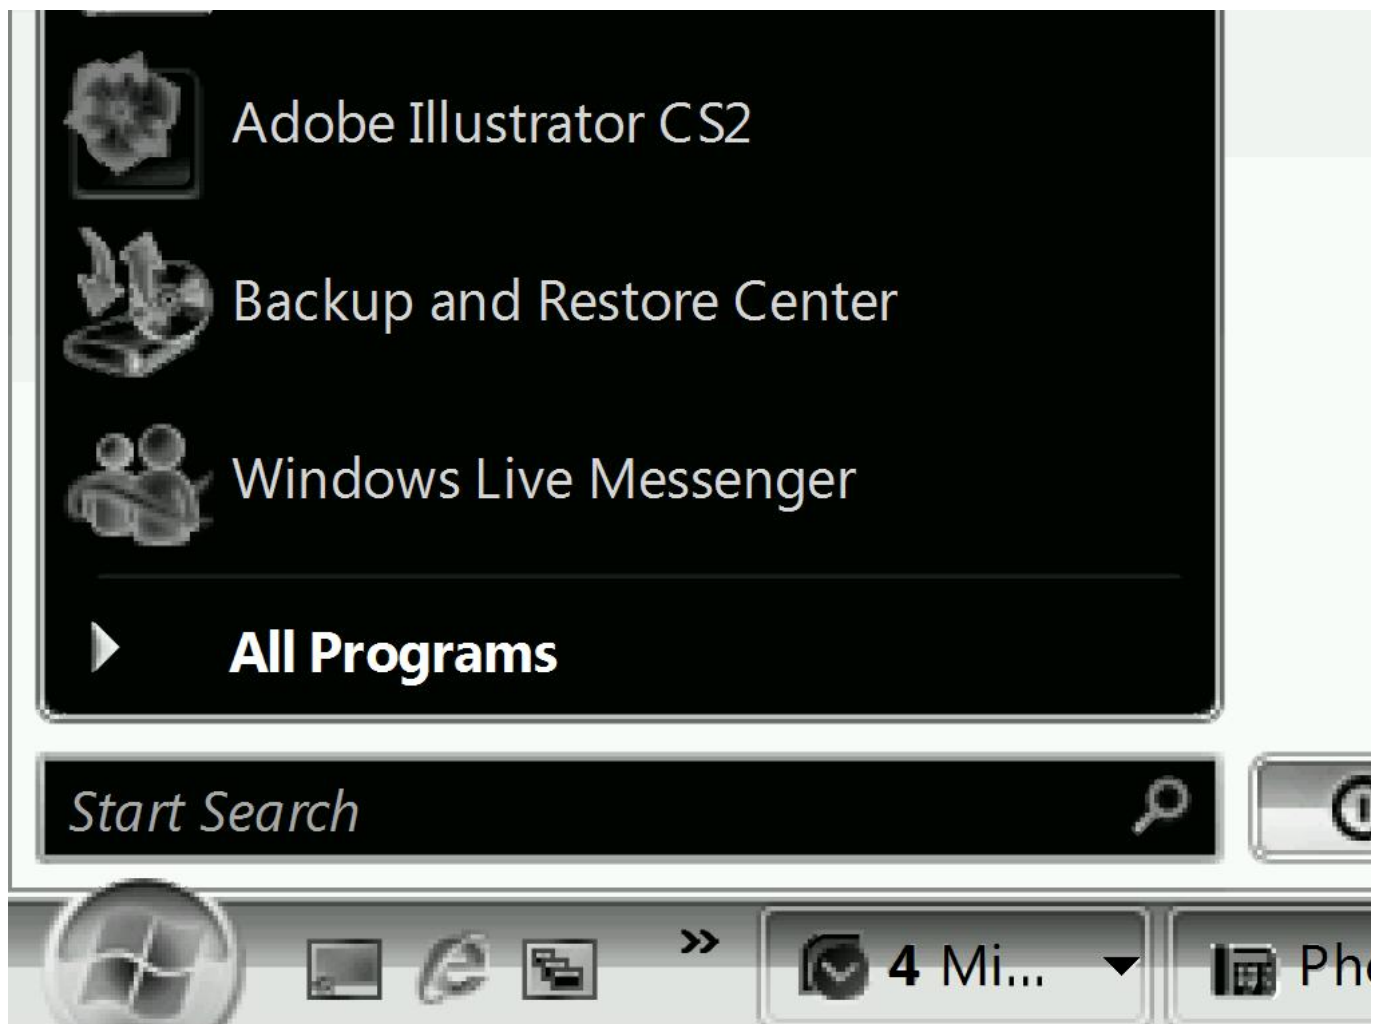 Adobe Illustrator CS2
Backup and Restore Center
Windows Live Messenger
All Programs
Start Search
4 Mi...